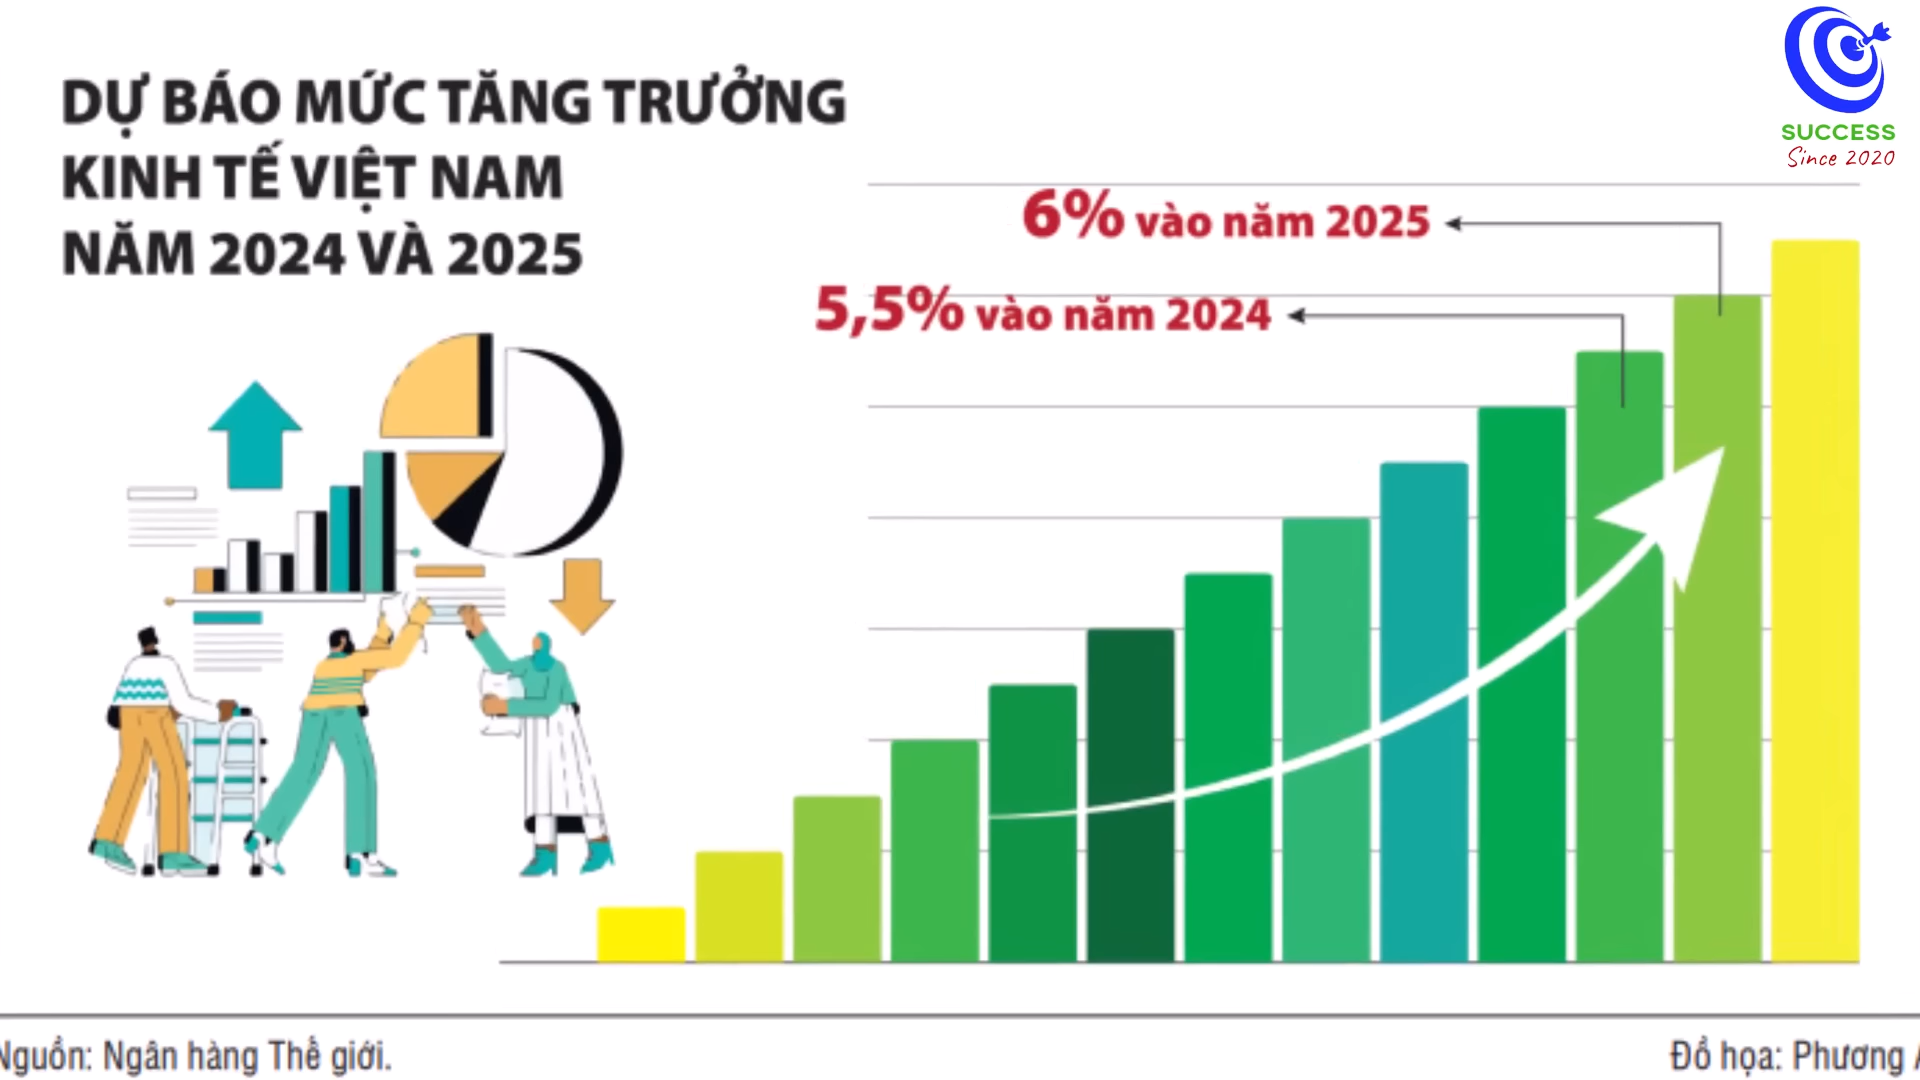 DỰ BÁO MỨC TĂNG TRƯỞNG
KINH TẾ VIỆT NAM
NĂM 2024 VÀ 2025
SUCCESS
Since 2020
6% vào năm 2025
5,5% vào năm 2024
Nguồn: Ngân hàng Thế giới.
Đồ họa: Phương